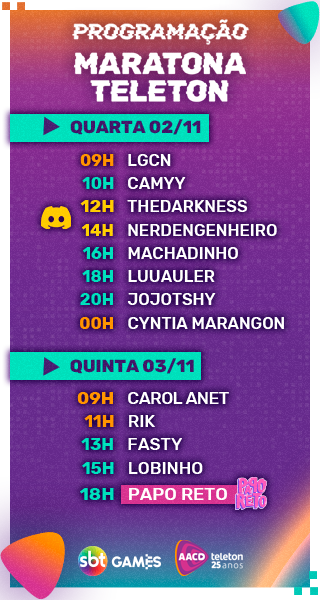 PROGRAMAÇÃO
MARATONA
TELETON
QUARTA 02/11
09H LGCN
10H CAMYY
12H THEDARKNESS
14H NERDENGENHEIRO
16H MACHADINHO
18H LUUAULER
20H JOJOTSHY
00H CYNTIA MARANGON
QUINTA 03/11
09H CAROL ANET
11H RIK
13H FASTY
15H LOBINHO
18H PAPO RETO PAPO RETO
sbt GAMES AACD teleton
25 anos